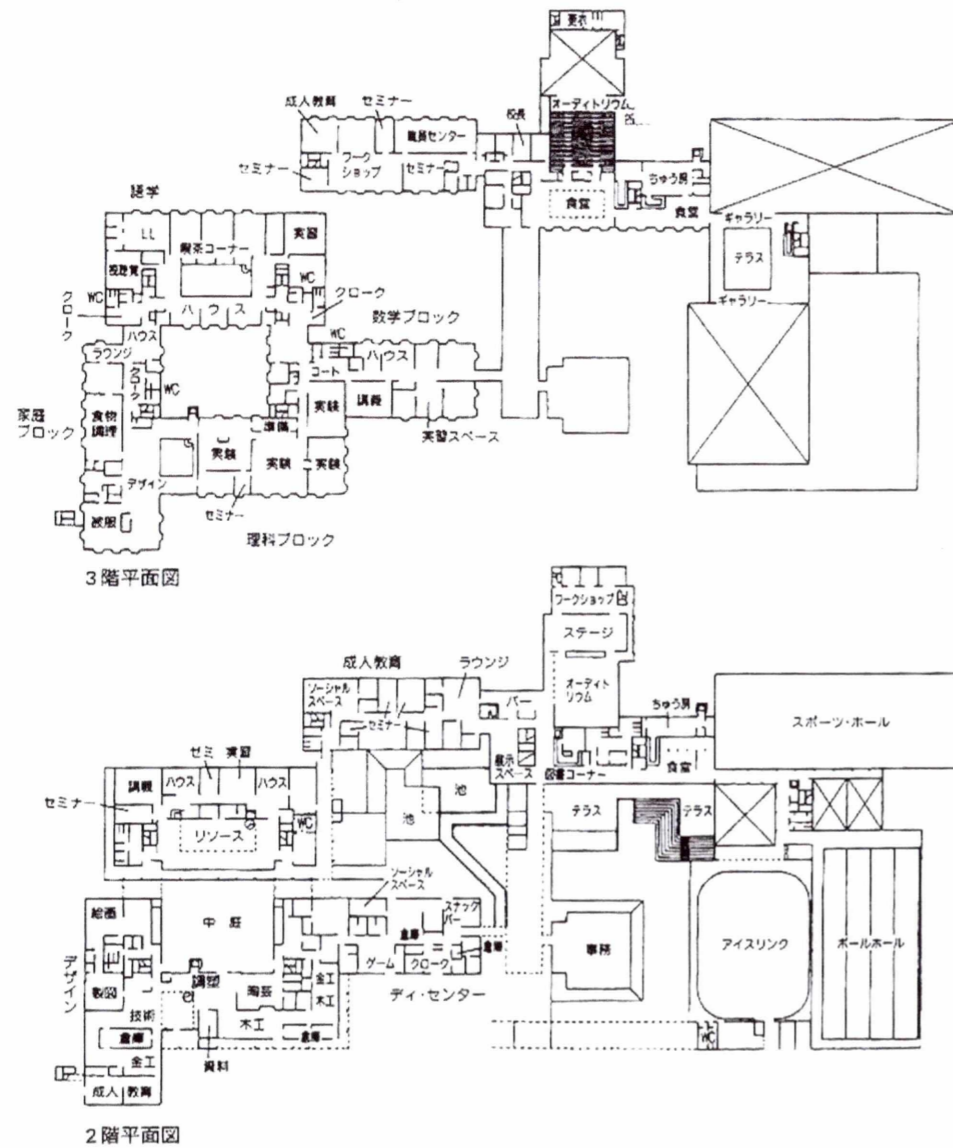 更衣
オーディトリウム
成人教育
セミナー
校長
職員センター
セミナー
ワーク
ショップ
セミナー
ちゅう房
食堂
食堂
ギャラリー
テラス
ギャラリー
語学
LL
喫茶コーナー
実習
視聴覚
WC
WC
クローク
ハウス
クローク
数学ブロック
ハウス
ラウンジ
WC
ハウス
コート
クローク
WC
講義
実験
実習スペース
家庭
ブロック
食物
調理
準備
実験
実験
実験
デザイン
セミナー
被服
理科ブロック
3階平面図
ワークショップ
ステージ
成人教育
ラウンジ
ソーシャル
スペース
バー
オーディト
リウム
セミナー
ちゅう房
スポーツ・ホール
展示
スペース
図書コーナー
食堂
ゼミ
実習
講義
ハウス
ハウス
セミナー
リソース
WC
池
池
テラス
テラス
ソーシャル
スペース
絵画
中庭
スナック
バー
倉庫
倉庫
事務
アイスリンク
ボールホール
デザイン
製図
調塑
陶芸
金工
木工
ゲーム
クローク
ディ・センター
技術
木工
倉庫
倉庫
資料
金工
成人
教育
WC
2階平面図